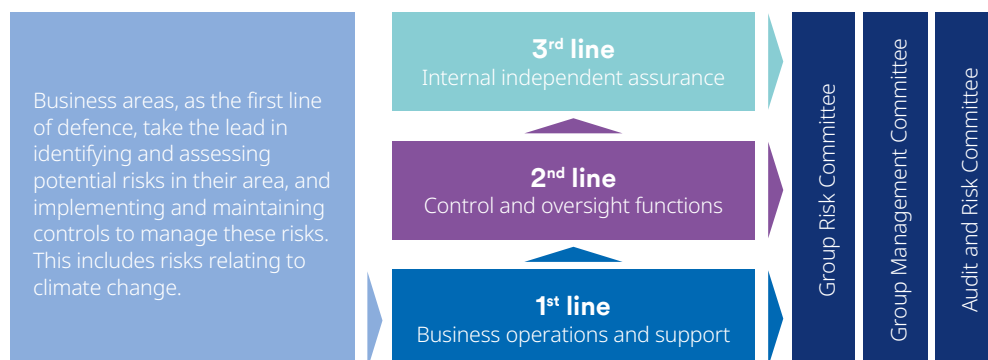 Business areas, as the first line
of defence, take the lead in
identifying and assessing
potential risks in their area, and
implementing and maintaining
controls to manage these risks.
This includes risks relating to
climate change.
3rd line
Internal independent assurance
2nd line
Control and oversight functions
1st line
Business operations and support
Group Risk Committee
Group Management Committee
Audit and Risk Committee